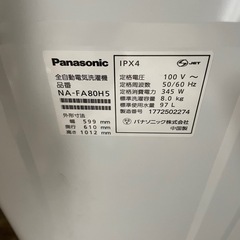 Panasonic
全自動電気洗濯機
品番
NA-FA80H5
外形寸法
幅 599 mm
奥行 610 mm
高さ 1012 mm
IPX4
JET
定格電圧 100 V ～
定格周波数 50/60 Hz
定格消費電力 345 W
標準洗濯容量 8.0 kg
標準使用水量 97 L
製造番号 1772502274
パナソニック株式会社
中国製